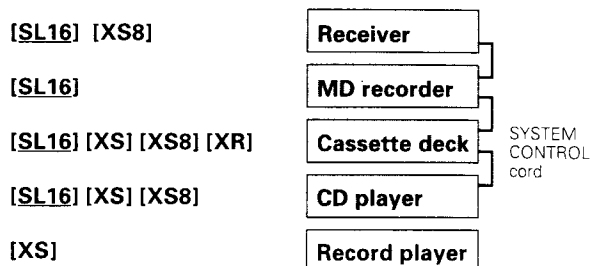 [SL16] [XS8] Receiver
[SL16] MD recorder
[SL16] [XS] [XS8] [XR] Cassette deck
SYSTEM
CONTROL
cord
[SL16] [XS] [XS8] CD player
[XS] Record player